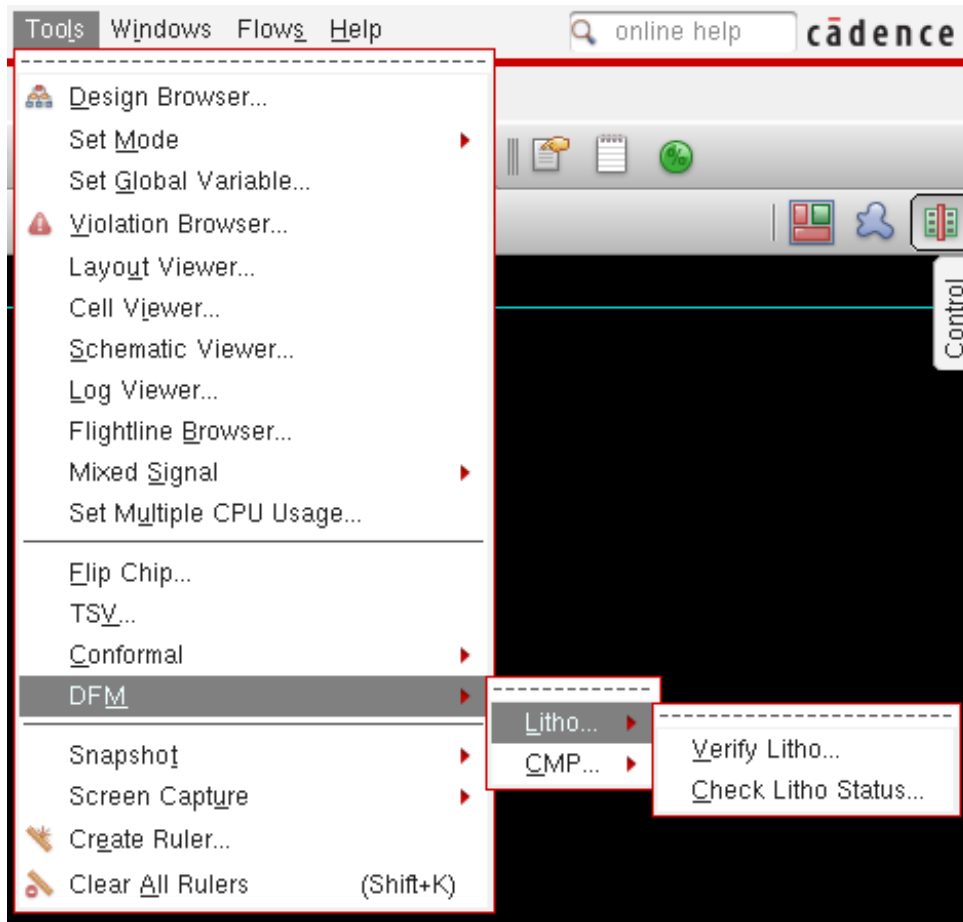 Tools Windows Flows Help online help cādence
Design Browser...
Set Mode
Set Global Variable...
Violation Browser...
Layout Viewer...
Cell Viewer...
Schematic Viewer...
Log Viewer...
Flightline Browser...
Mixed Signal
Set Multiple CPU Usage...
Flip Chip...
TSV...
Conformal
DFM
Snapshot
Screen Capture
Create Ruler...
Clear All Rulers (Shift+K)
Litho...
CMP...
Verify Litho...
Check Litho Status...
%
Control